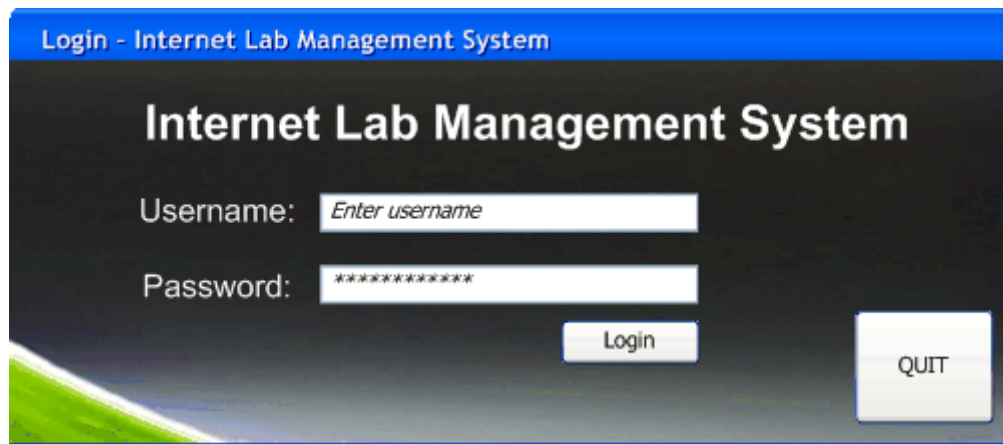 Login - Internet Lab Management System
Internet Lab Management System
Username: Enter username
Password: ************
Login
QUIT